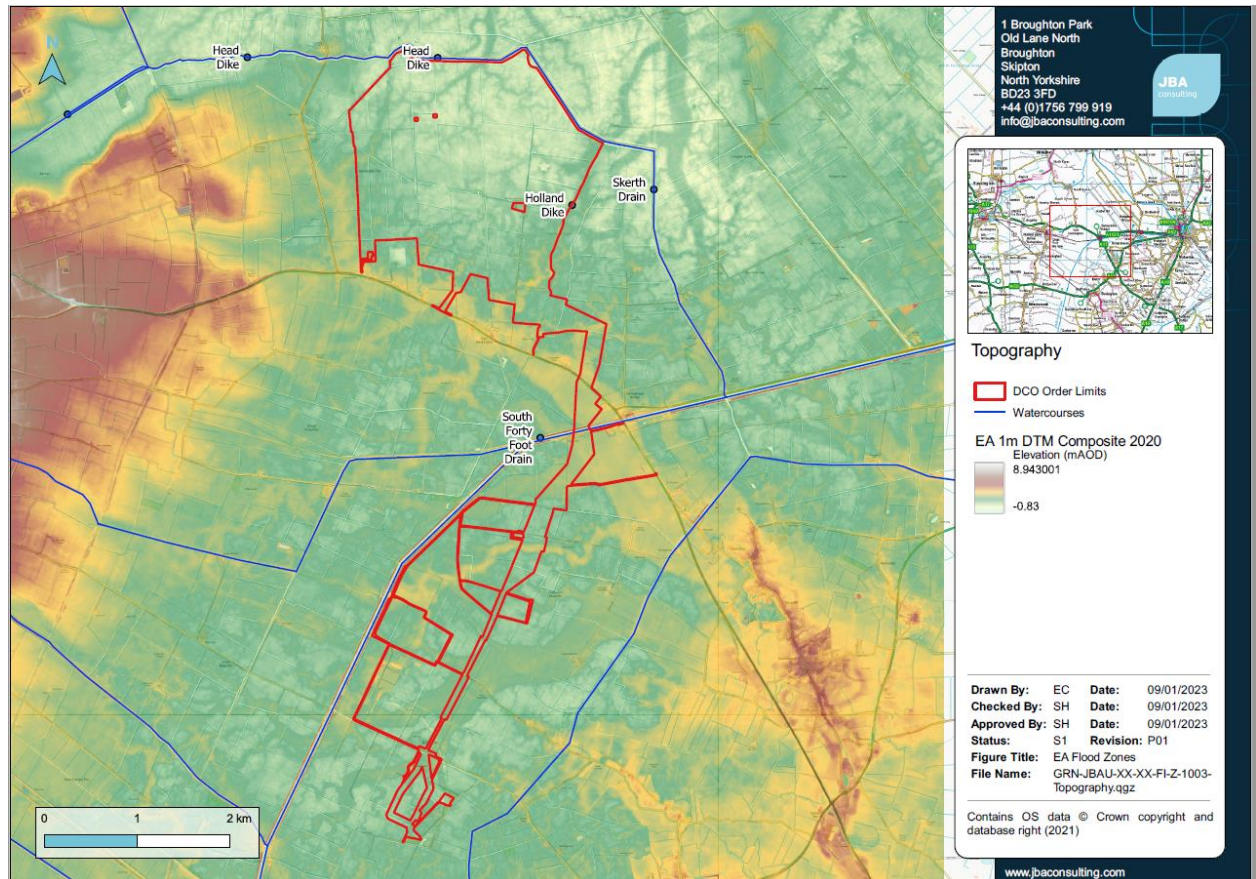 N
Head
Dike
Head
Dike
Holland
Dike
Skerth
Drain
South
Forty
Foot
Drain
0 1 2 km
1 Broughton Park
Old Lane North
Broughton
Skipton
North Yorkshire
BD23 3FD
+44 (0)1756 799 919
info@jbaconsulting.com
JBA
consulting
Topography
DCO Order Limits
Watercourses
EA 1m DTM Composite 2020
Elevation (mAOD)
8.943001
-0.83
Drawn By: EC Date: 09/01/2023
Checked By: SH Date: 09/01/2023
Approved By: SH Date: 09/01/2023
Status: S1 Revision: P01
Figure Title: EA Flood Zones
File Name: GRN-JBAU-XX-XX-FI-Z-1003-
Topography.qgz
Contains OS data © Crown copyright and
database right (2021)
www.jbaconsulting.com